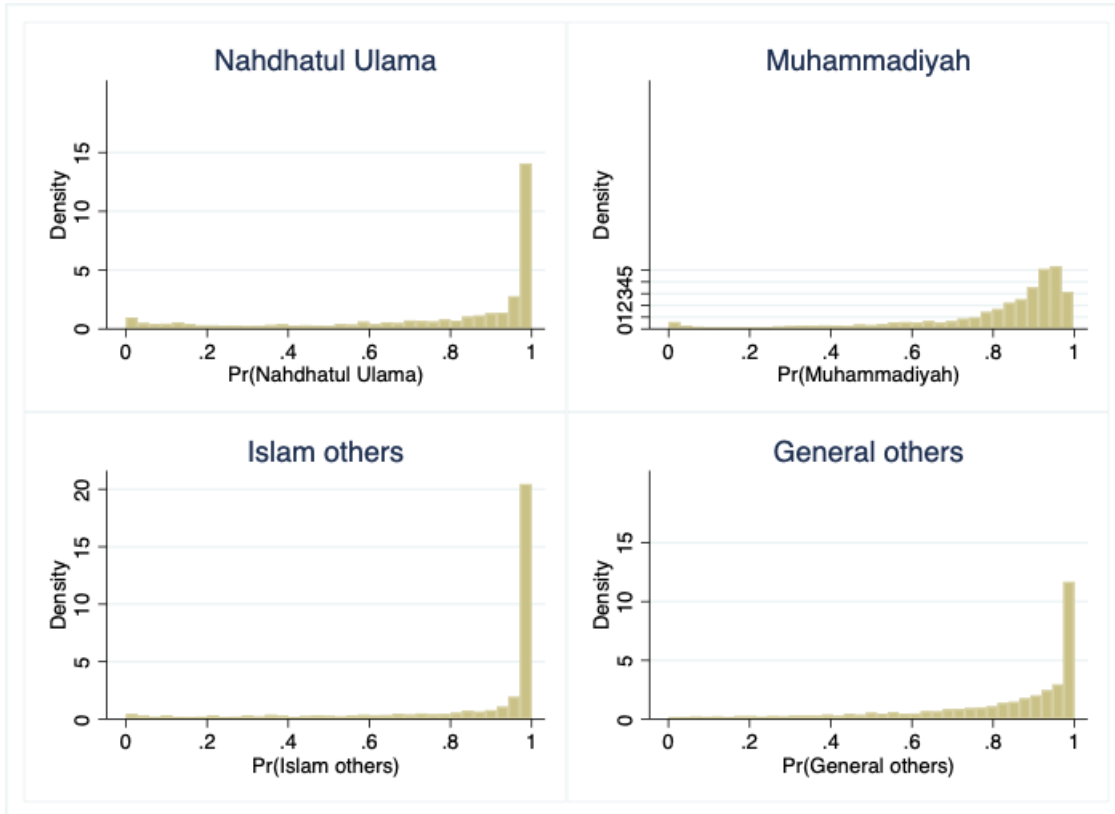 Nahdhatul Ulama
Density
15
10
5
0
0 .2 .4 .6 .8 1
Pr(Nahdhatul Ulama)
Muhammadiyah
Density
012345
0 .2 .4 .6 .8 1
Pr(Muhammadiyah)
Islam others
Density
20
15
10
5
0
0 .2 .4 .6 .8 1
Pr(Islam others)
General others
Density
15
10
5
0
0 .2 .4 .6 .8 1
Pr(General others)